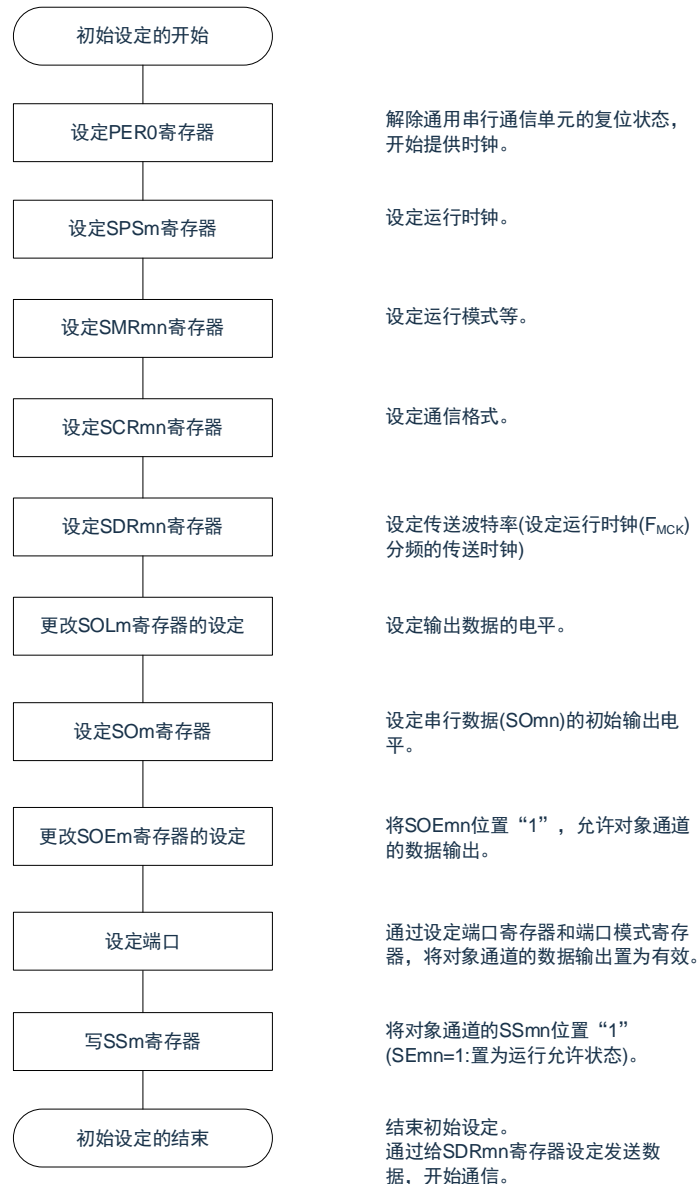 初始设定的开始
设定PER0寄存器
解除通用串行通信单元的复位状态，
开始提供时钟。
设定SPSm寄存器
设定运行时钟。
设定SMRmn寄存器
设定运行模式等。
设定SCRmn寄存器
设定通信格式。
设定SDRmn寄存器
设定传送波特率(设定运行时钟(FMCK)
分频的传送时钟)
更改SOLm寄存器的设定
设定输出数据的电平。
设定SOm寄存器
设定串行数据(SOmn)的初始输出电
平。
更改SOEm寄存器的设定
将SOEmn位置“1”，允许对象通道
的数据输出。
设定端口
通过设定端口寄存器和端口模式寄存
器，将对象通道的数据输出置为有效。
写SSm寄存器
将对象通道的SSmn位置“1”
(SEmn=1:置为运行允许状态)。
初始设定的结束
结束初始设定。
通过给SDRmn寄存器设定发送数
据，开始通信。